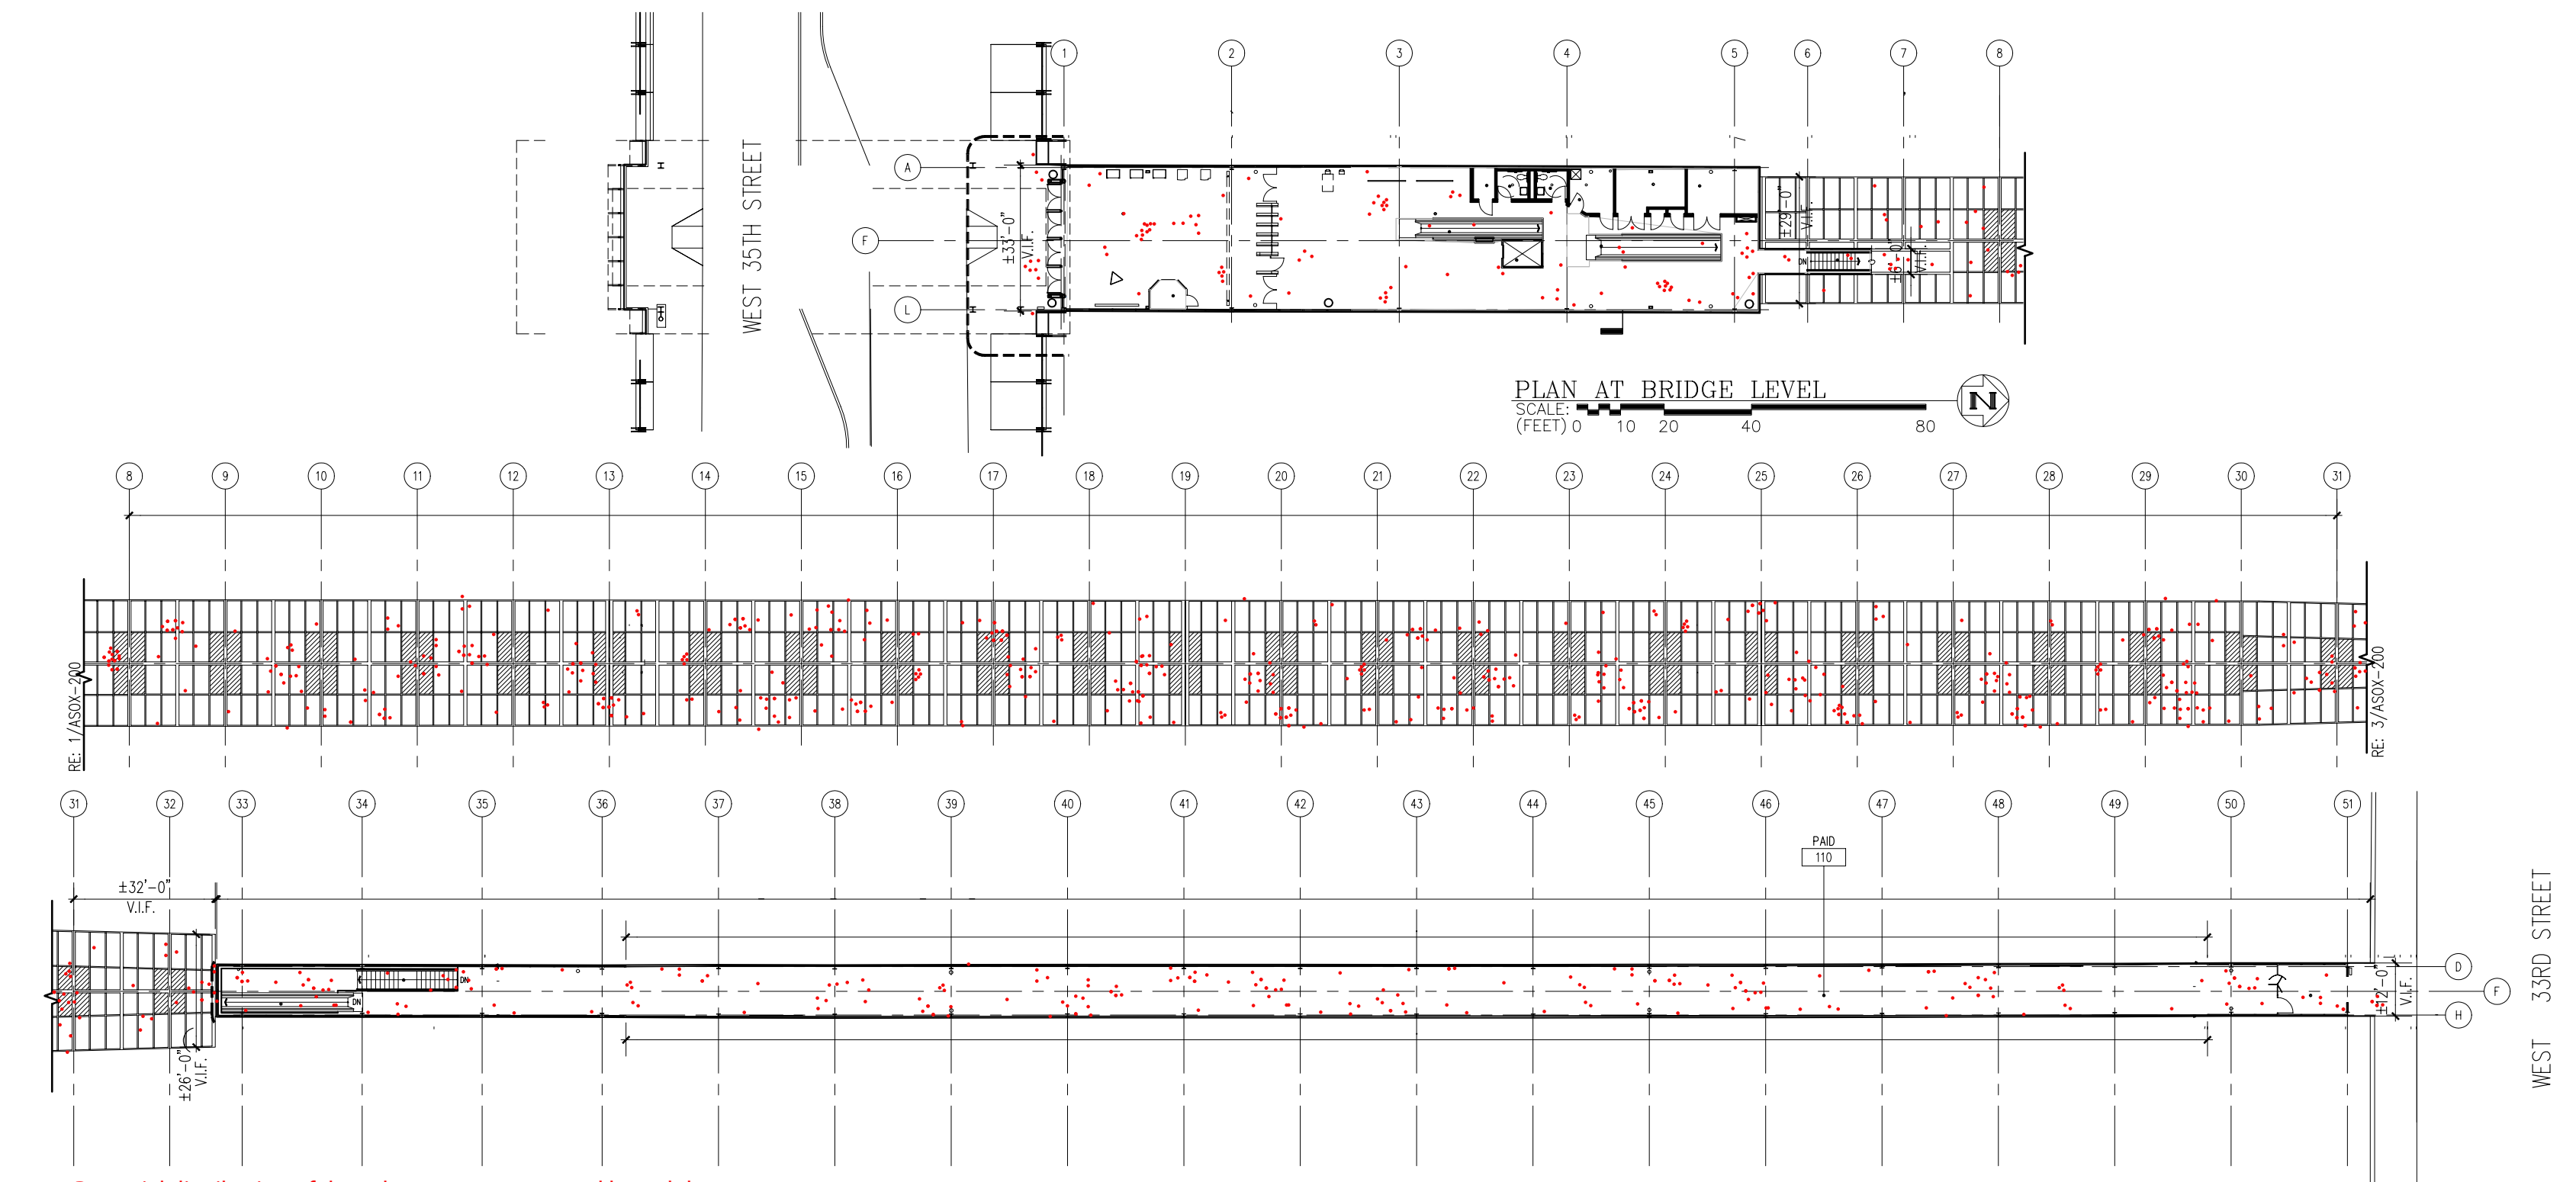 1 2 3 4 5 6 7 8
A
F
L
WEST 35TH STREET
±33'-0"
V.I.F.
±29'-0"
V.I.F.
DN
V.I.F.
PLAN AT BRIDGE LEVEL
SCALE:
(FEET) 0 10 20 40 80
N
8 9 10 11 12 13 14 15 16 17 18 19 20 21 22 23 24 25 26 27 28 29 30 31
RE: 1/ASOX-200
RE: 3/ASOX-200
31 32 33 34 35 36 37 38 39 40 41 42 43 44 45 46 47 48 49 50 51
PAID
110
±32'-0"
V.I.F.
DN
DN
±26'-0"
V.I.F.
±12'-0"
V.I.F.
D
F
H
WEST 33RD STREET